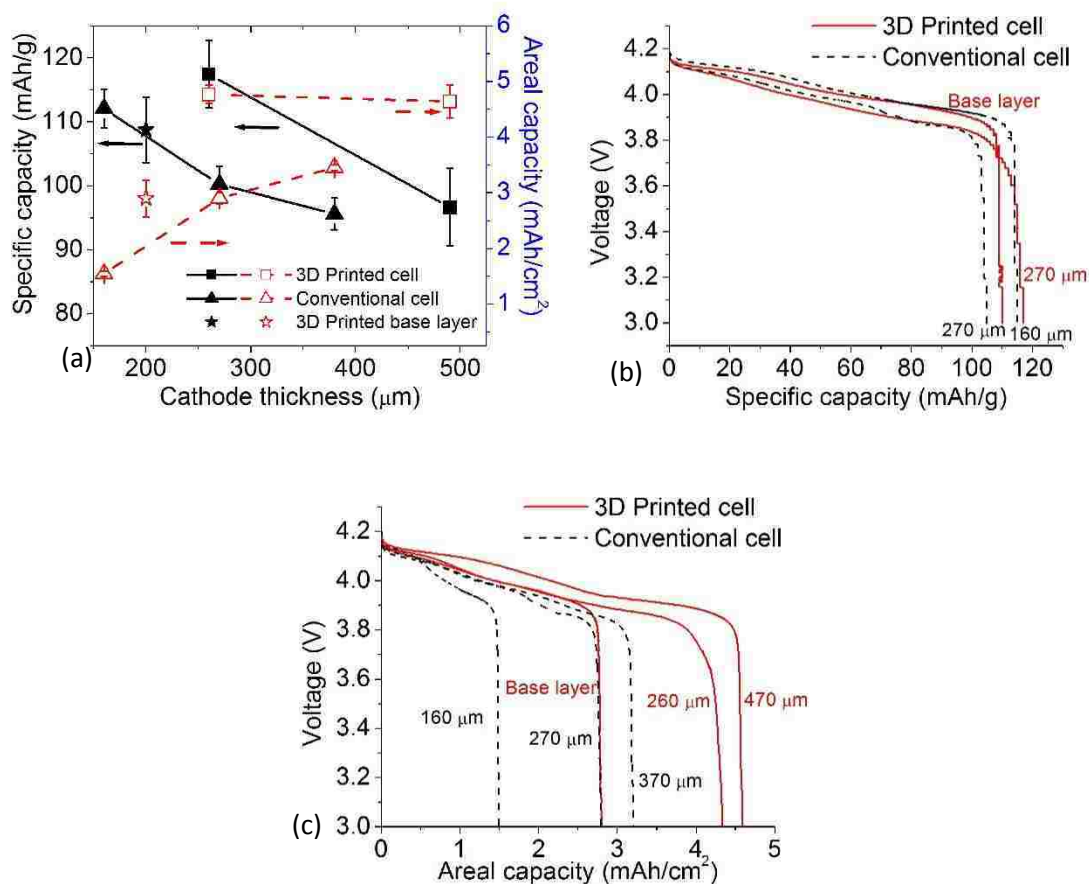 Specific capacity (mAh/g)
120
110
100
90
80
200
300
400
500
Cathode thickness (μm)
6
5
4
3
2
1
Areal capacity (mAh/cm²)
3D Printed cell
Conventional cell
3D Printed base layer
(a)
3D Printed cell
Conventional cell
Voltage (V)
4.2
4.0
3.8
3.6
3.4
3.2
3.0
Base layer
270 μm
270 μm
160 μm
0
20
40
60
80
100
120
Specific capacity (mAh/g)
(b)
3D Printed cell
Conventional cell
Voltage (V)
4.2
4.0
3.8
3.6
3.4
3.2
3.0
Base layer
160 μm
270 μm
370 μm
260 μm
470 μm
0
1
2
3
4
5
Areal capacity (mAh/cm²)
(c)